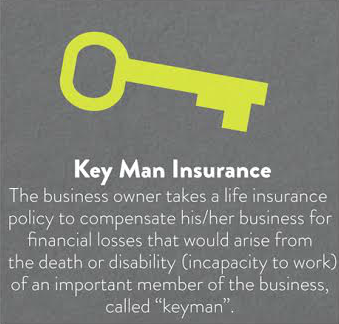 Key Man Insurance
The business owner takes a life insurance
policy to compensate his/her business for
financial losses that would arise from
the death or disability (incapacity to work)
of an important member of the business,
called “keyman”.